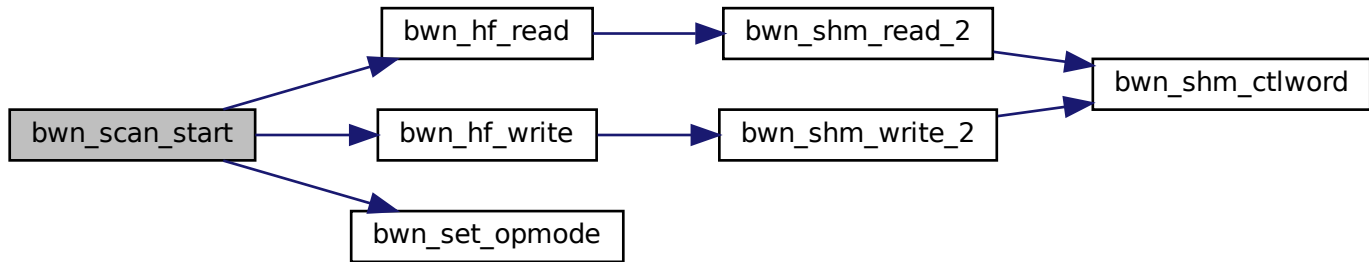 bwn_hf_read
bwn_shm_read_2
bwn_shm_ctlword
bwn_scan_start
bwn_hf_write
bwn_shm_write_2
bwn_set_opmode